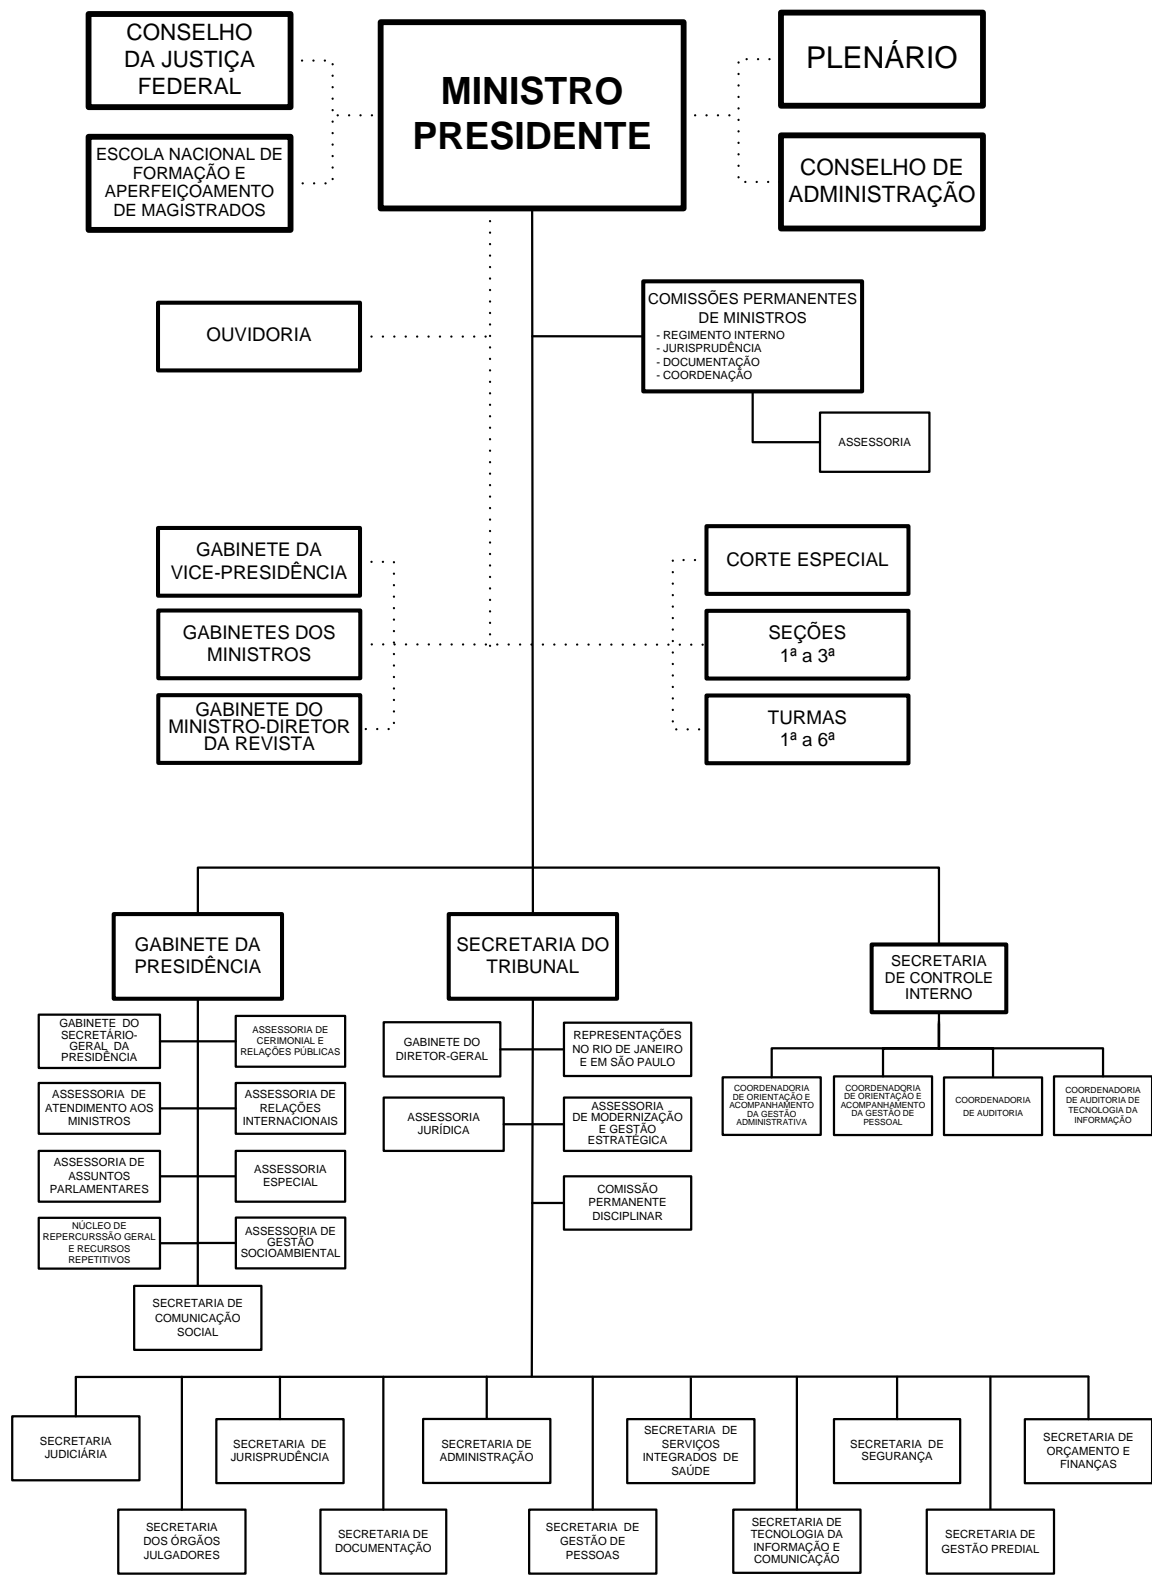 CONSELHO
DA JUSTIÇA
FEDERAL
MINISTRO
PRESIDENTE
PLENÁRIO
ESCOLA NACIONAL DE
FORMAÇÃO E
APERFEIÇOAMENTO
DE MAGISTRADOS
CONSELHO DE
ADMINISTRAÇÃO
OUVIDORIA
COMISSÕES PERMANENTES
DE MINISTROS
- REGIMENTO INTERNO
- JURISPRUDÊNCIA
- DOCUMENTAÇÃO
- COORDENAÇÃO
ASSESSORIA
GABINETE DA
VICE-PRESIDÊNCIA
CORTE ESPECIAL
GABINETES DOS
MINISTROS
SEÇÕES
1ª a 3ª
GABINETE DO
MINISTRO-DIRETOR
DA REVISTA
TURMAS
1ª a 6ª
GABINETE DA
PRESIDÊNCIA
SECRETARIA DO
TRIBUNAL
SECRETARIA
DE CONTROLE
INTERNO
GABINETE DO
SECRETÁRIO-
GERAL DA
PRESIDÊNCIA
ASSESSORIA DE
CERIMONIAL E
RELAÇÕES PÚBLICAS
GABINETE DO
DIRETOR-GERAL
REPRESENTAÇÕES
NO RIO DE JANEIRO
E EM SÃO PAULO
COORDENADORIA
DE ORIENTAÇÃO E
ACOMPANHAMENTO
DA GESTÃO
ADMINISTRATIVA
COORDENADORIA
DE ORIENTAÇÃO E
ACOMPANHAMENTO
DA GESTÃO DE
PESSOAL
COORDENADORIA
DE AUDITORIA
COORDENADORIA
DE AUDITORIA DE
TECNOLOGIA DA
INFORMAÇÃO
ASSESSORIA DE
ATENDIMENTO AOS
MINISTROS
ASSESSORIA DE
RELAÇÕES
INTERNACIONAIS
ASSESSORIA
JURÍDICA
ASSESSORIA
DE MODERNIZAÇÃO
E GESTÃO
ESTRATÉGICA
ASSESSORIA DE
ASSUNTOS
PARLAMENTARES
ASSESSORIA
ESPECIAL
COMISSÃO
PERMANENTE
DISCIPLINAR
NÚCLEO DE
REPERCURSSÃO GERAL
E RECURSOS
REPETITIVOS
ASSESSORIA DE
GESTÃO
SOCIOAMBIENTAL
SECRETARIA DE
COMUNICAÇÃO
SOCIAL
SECRETARIA
JUDICIÁRIA
SECRETARIA DE
JURISPRUDÊNCIA
SECRETARIA DE
ADMINISTRAÇÃO
SECRETARIA DE
SERVIÇOS
INTEGRADOS DE
SAÚDE
SECRETARIA DE
SEGURANÇA
SECRETARIA DE
ORÇAMENTO E
FINANÇAS
SECRETARIA
DOS ÓRGÃOS
JULGADORES
SECRETARIA DE
DOCUMENTAÇÃO
SECRETARIA DE
GESTÃO DE
PESSOAS
SECRETARIA DE
TECNOLOGIA DA
INFORMAÇÃO E
COMUNICAÇÃO
SECRETARIA DE
GESTÃO PREDIAL